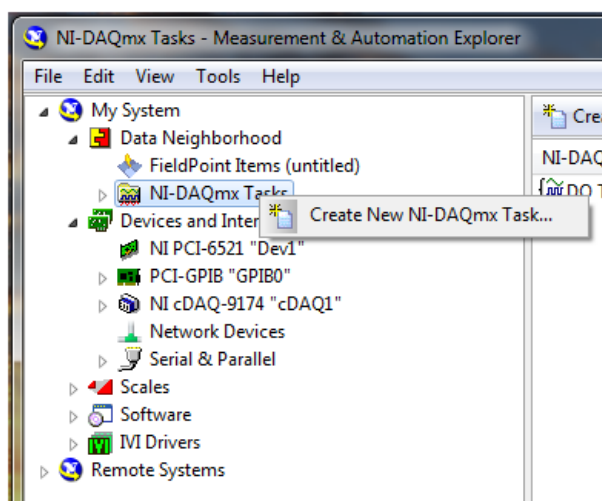 NI-DAQmx Tasks - Measurement & Automation Explorer
File Edit View Tools Help
My System
Data Neighborhood
FieldPoint Items (untitled)
NI-DAQmx Tasks
Create New NI-DAQmx Task...
Devices and Inter
NI PCI-6521 "Dev1"
PCI-GPIB "GPIB0"
NI cDAQ-9174 "cDAQ1"
Network Devices
Serial & Parallel
Scales
Software
IVI Drivers
Remote Systems
Cre
NI-DAQ
DO T